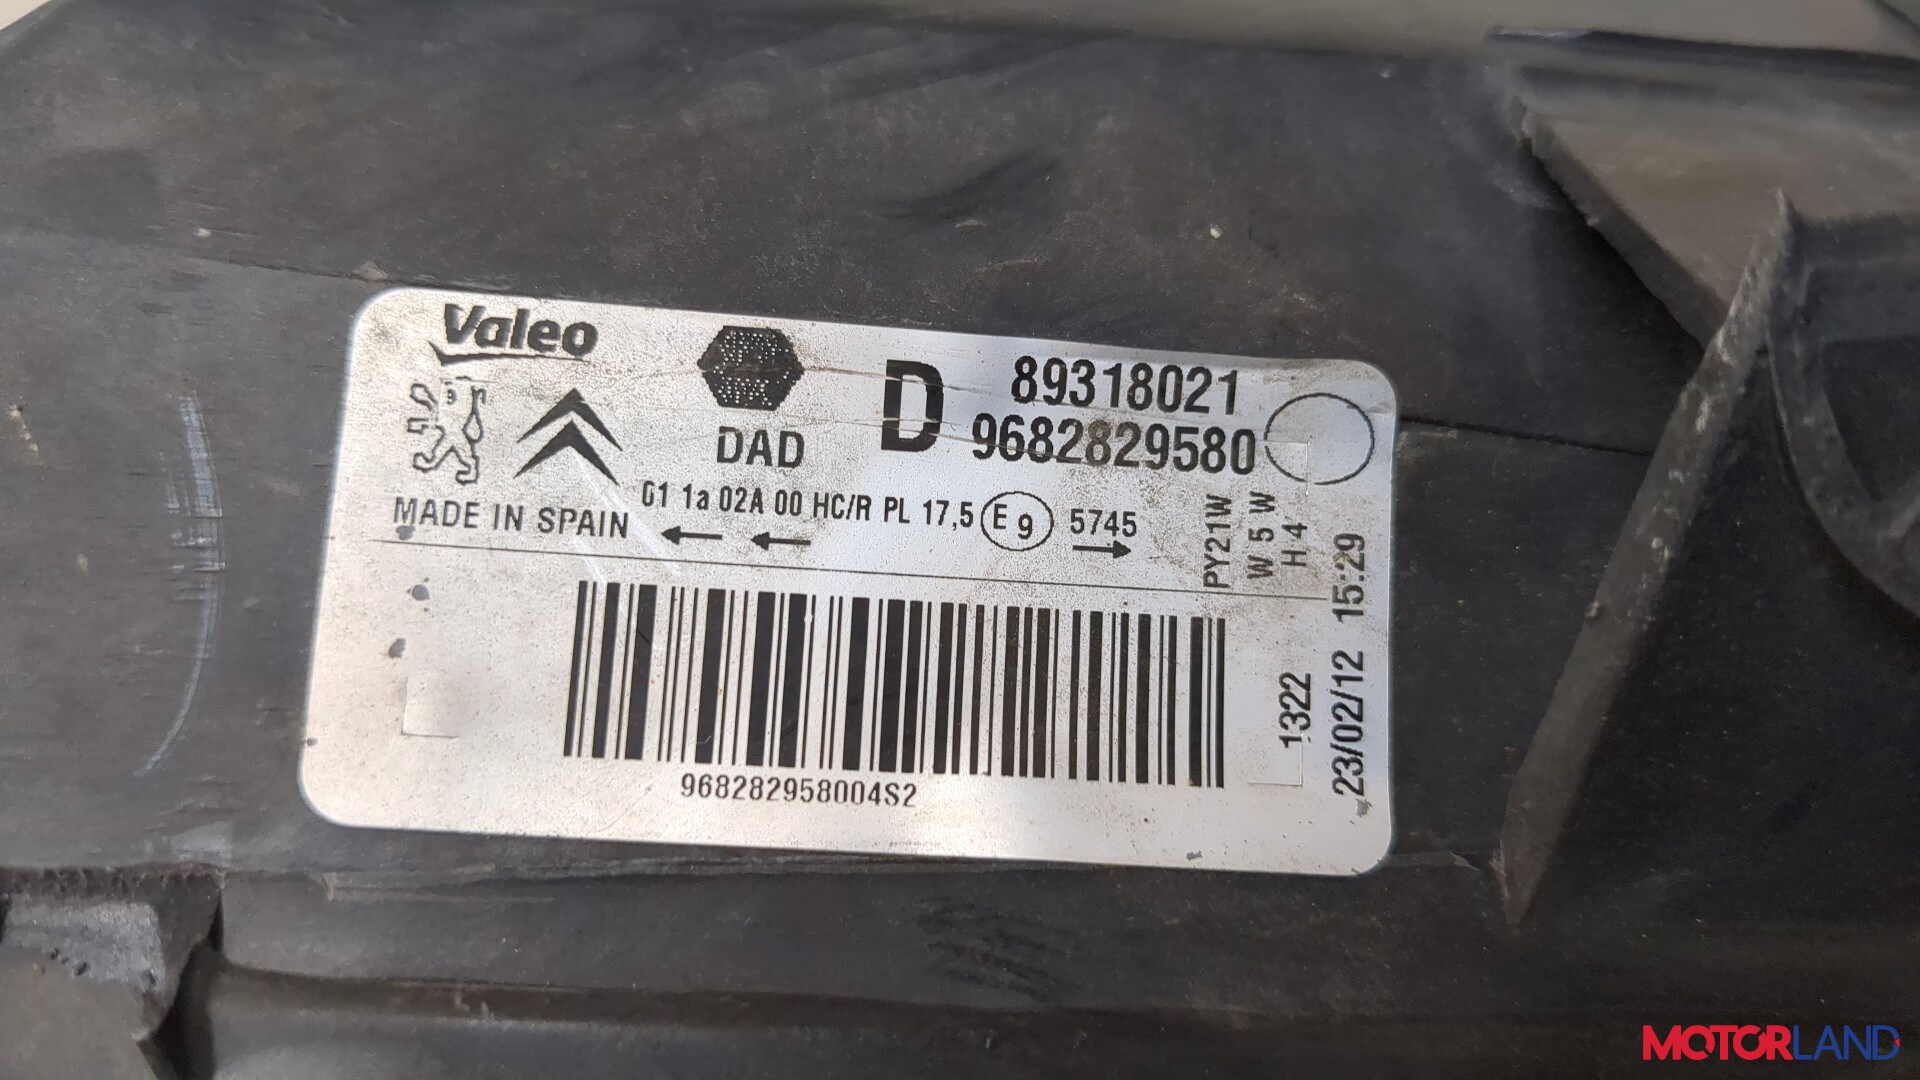 Valeo
DAD
D
89318021
9682829580
MADE IN SPAIN
01 1a 02A 00 HC/R PL 17,5 E 9 5745
PY21W
W 5 W
H 4
968282958004S2
1322
23/02/12 15:29
MOTORLAND